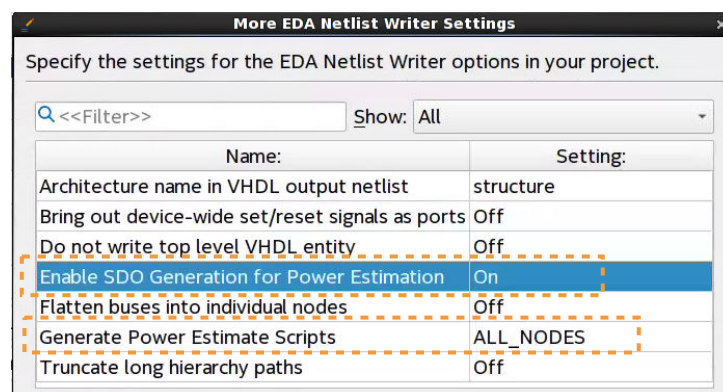 More EDA Netlist Writer Settings
Specify the settings for the EDA Netlist Writer options in your project.
<<Filter>> Show: All
Name: Setting:
Architecture name in VHDL output netlist structure
Bring out device-wide set/reset signals as ports Off
Do not write top level VHDL entity Off
Enable SDO Generation for Power Estimation On
Flatten buses into individual nodes Off
Generate Power Estimate Scripts ALL_NODES
Truncate long hierarchy paths Off